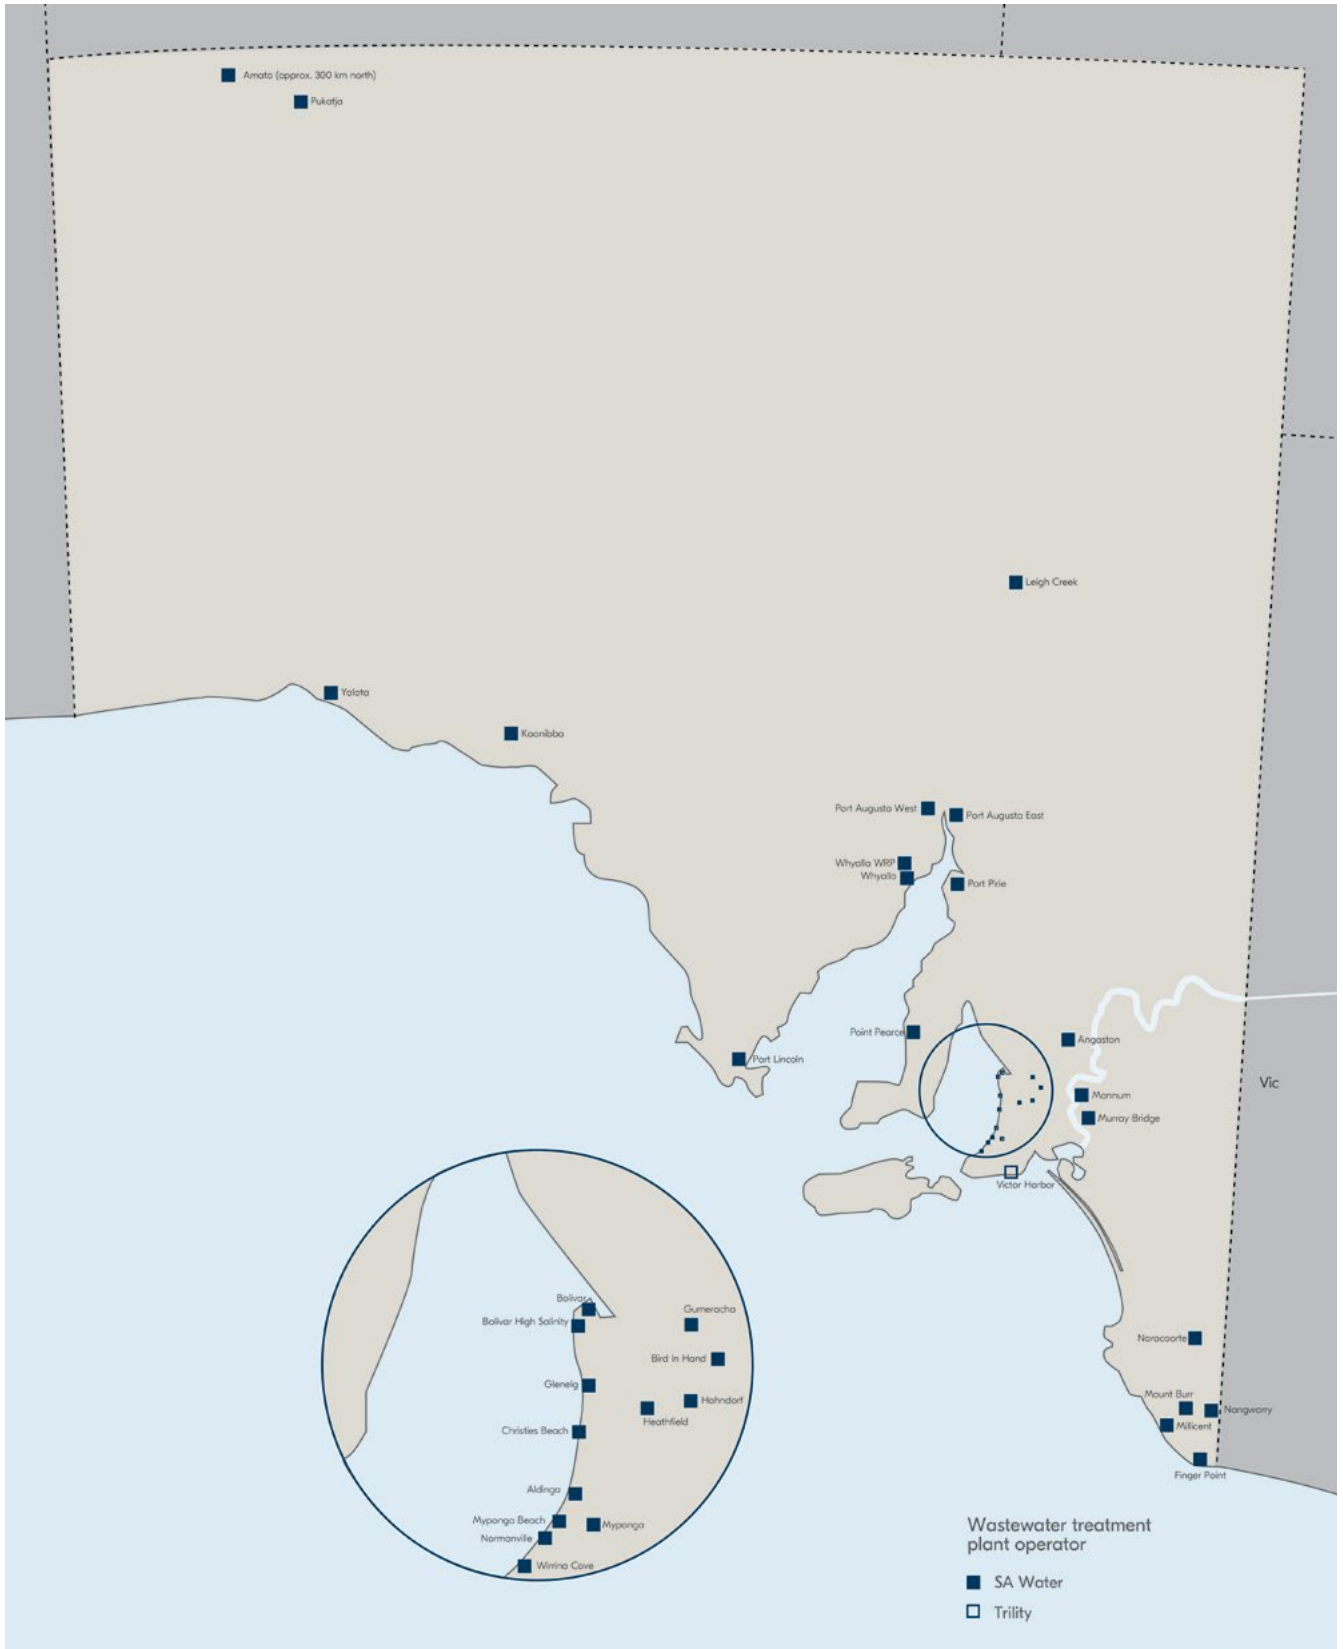 Amata (approx. 300 km north)
Pukatja
Leigh Creek
Yalata
Koonibba
Port Augusta West
Port Augusta East
Whyalla WRP
Whyalla
Port Pirie
Point Pearce
Angaston
Port Lincoln
Vic
Mannum
Murray Bridge
Victor Harbor
Bolivar
Gumeracha
Bolivar High Salinity
Naracoorte
Bird in Hand
Glenelg
Mount Burr
Hahndorf
Nangwarry
Heathfield
Millicent
Christies Beach
Finger Point
Aldinga
Myponga Beach
Myponga
Normanville
Wirrina Cove
Wastewater treatment
plant operator
SA Water
Trility